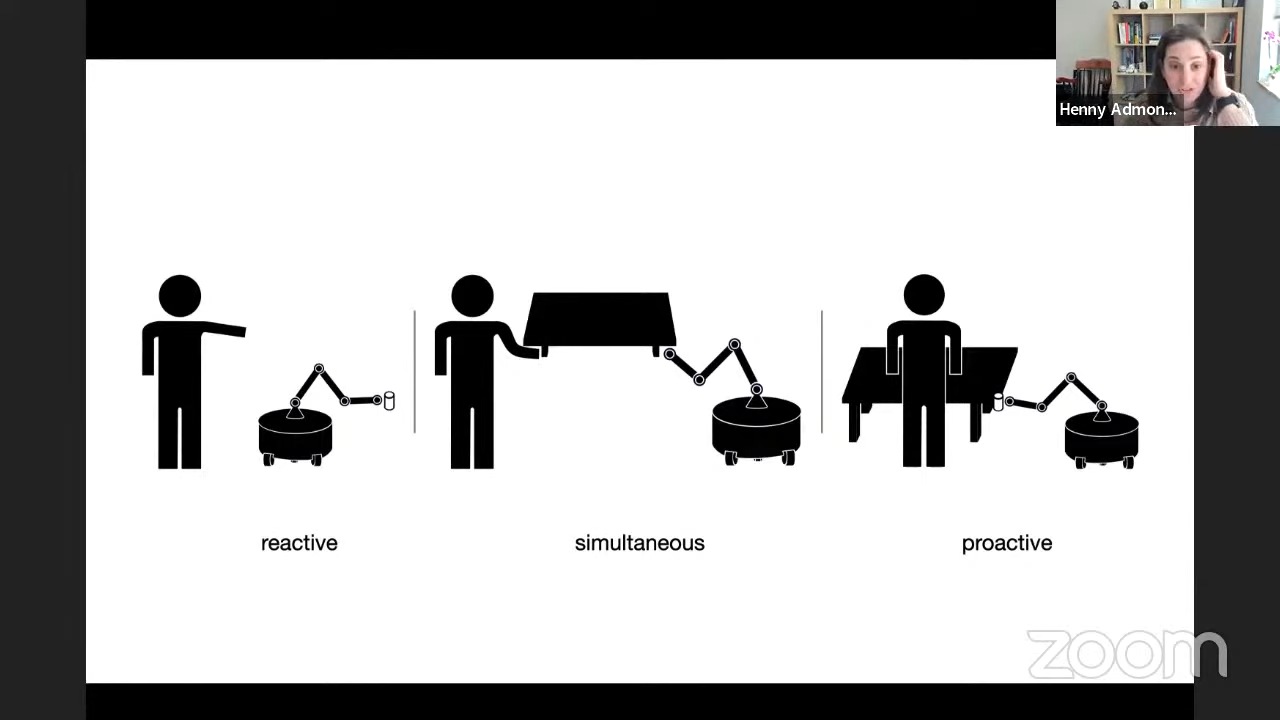 Henny Admon...
reactive
simultaneous
proactive
zoom